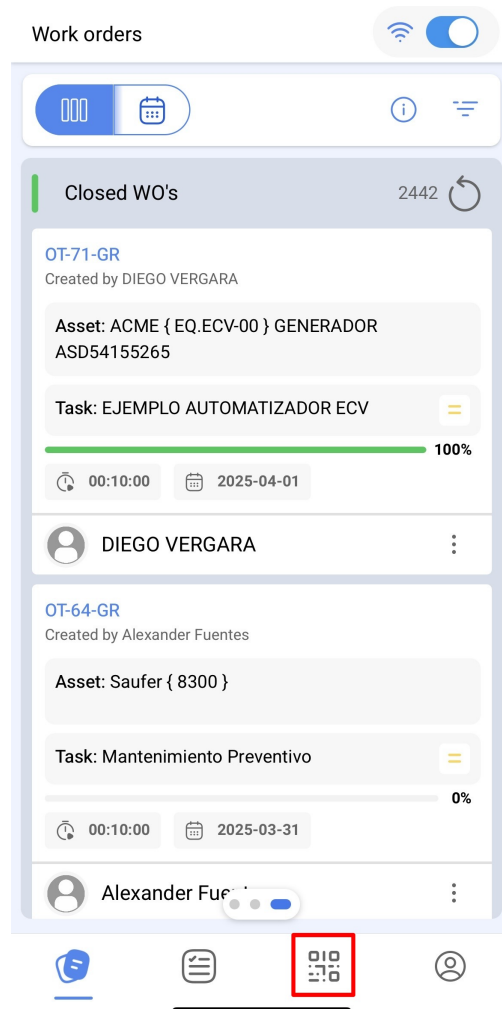 Work orders
Closed WO's 2442
OT-71-GR
Created by DIEGO VERGARA
Asset: ACME { EQ.ECV-00 } GENERADOR
ASD54155265
Task: EJEMPLO AUTOMATIZADOR ECV
100%
00:10:00 2025-04-01
DIEGO VERGARA
OT-64-GR
Created by Alexander Fuentes
Asset: Saufer { 8300 }
Task: Mantenimiento Preventivo
0%
00:10:00 2025-03-31
Alexander